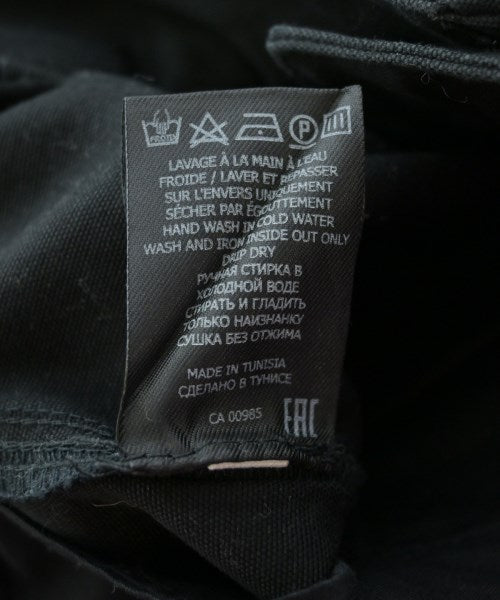 P
LAVAGE À LA MAIN À L'EAU
FROIDE / LAVER ET REPASSER
SUR L'ENVERS UNIQUEMENT
SÉCHER PAR ÉGOUTTEMENT
HAND WASH IN COLD WATER
WASH AND IRON INSIDE OUT ONLY
DRIP DRY
РУЧНАЯ СТИРКА В
ХОЛОДНОЙ ВОДЕ
СТИРАТЬ И ГЛАДИТЬ
ТОЛЬКО НАИЗНАНКУ
СУШКА БЕЗ ОТЖИМА
MADE IN TUNISIA
СДЕЛАНО В ТУНИСЕ
CA 00985
EAC